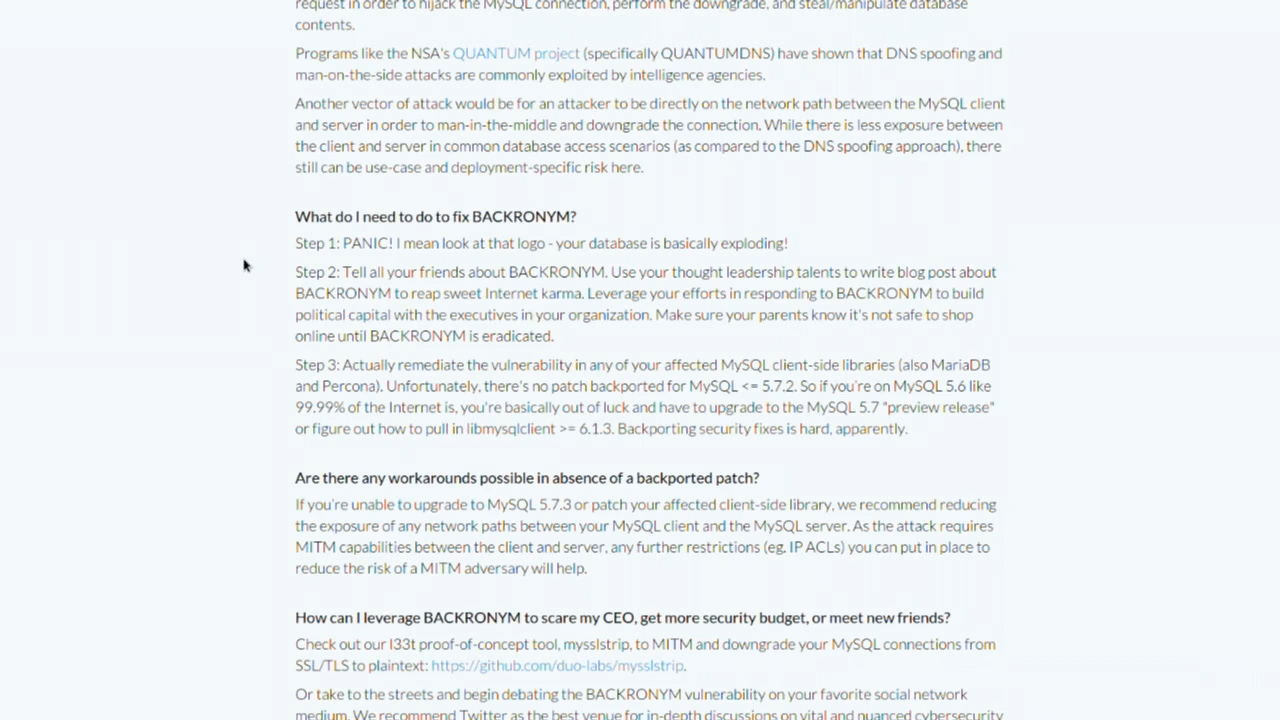 request in order to hijack the MySQL connection, perform the downgrade, and steal/manipulate database
contents.
Programs like the NSA's QUANTUM project (specifically QUANTUMDNS) have shown that DNS spoofing and
man-on-the-side attacks are commonly exploited by intelligence agencies.
Another vector of attack would be for an attacker to be directly on the network path between the MySQL client
and server in order to man-in-the-middle and downgrade the connection. While there is less exposure between
the client and server in common database access scenarios (as compared to the DNS spoofing approach), there
still can be use-case and deployment-specific risk here.
What do I need to do to fix BACKRONYM?
Step 1: PANIC! I mean look at that logo - your database is basically exploding!
Step 2: Tell all your friends about BACKRONYM. Use your thought leadership talents to write blog post about
BACKRONYM to reap sweet Internet karma. Leverage your efforts in responding to BACKRONYM to build
political capital with the executives in your organization. Make sure your parents know it's not safe to shop
online until BACKRONYM is eradicated.
Step 3: Actually remediate the vulnerability in any of your affected MySQL client-side libraries (also MariaDB
and Percona). Unfortunately, there's no patch backported for MySQL <= 5.7.2. So if you're on MySQL 5.6 like
99.99% of the Internet is, you're basically out of luck and have to upgrade to the MySQL 5.7 "preview release"
or figure out how to pull in libmysqlclient >= 6.1.3. Backporting security fixes is hard, apparently.
Are there any workarounds possible in absence of a backported patch?
If you're unable to upgrade to MySQL 5.7.3 or patch your affected client-side library, we recommend reducing
the exposure of any network paths between your MySQL client and the MySQL server. As the attack requires
MITM capabilities between the client and server, any further restrictions (eg. IP ACLs) you can put in place to
reduce the risk of a MITM adversary will help.
How can I leverage BACKRONYM to scare my CEO, get more security budget, or meet new friends?
Check out our l33t proof-of-concept tool, mysslstrip, to MITM and downgrade your MySQL connections from
SSL/TLS to plaintext: https://github.com/duo-labs/mysslstrip.
Or take to the streets and begin debating the BACKRONYM vulnerability on your favorite social network
medium. We recommend Twitter as the best venue for in-depth discussions on vital and nuanced cybersecurity